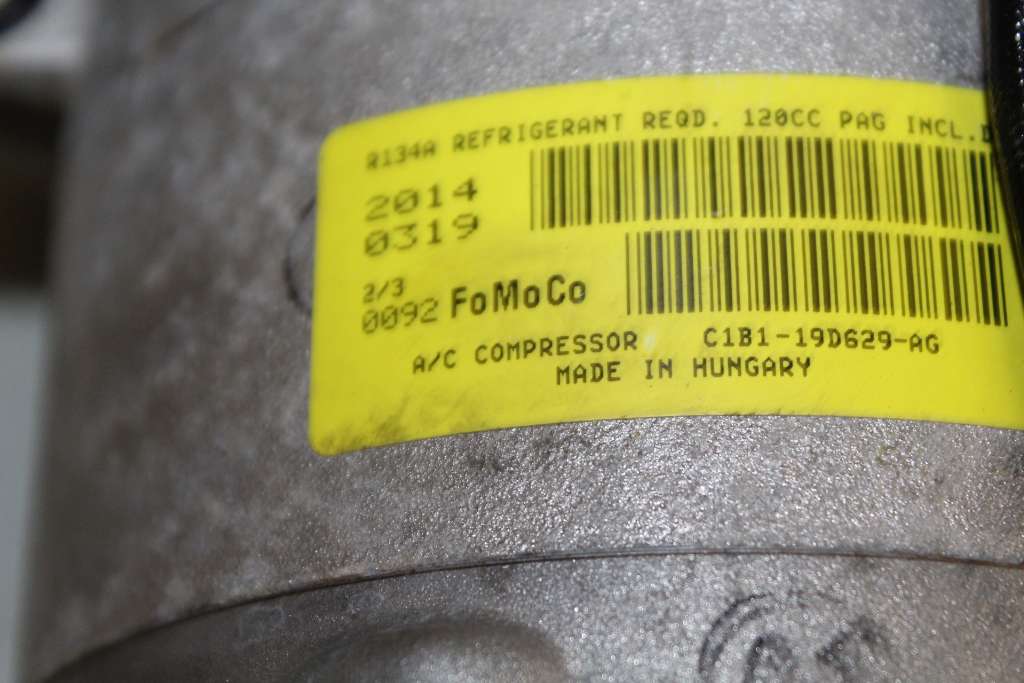 R134A REFRIGERANT REQD. 120CC PAG INCL.
2014
0319
2/3
0092 FoMoCo
A/C COMPRESSOR C1B1-19D629-AG
MADE IN HUNGARY